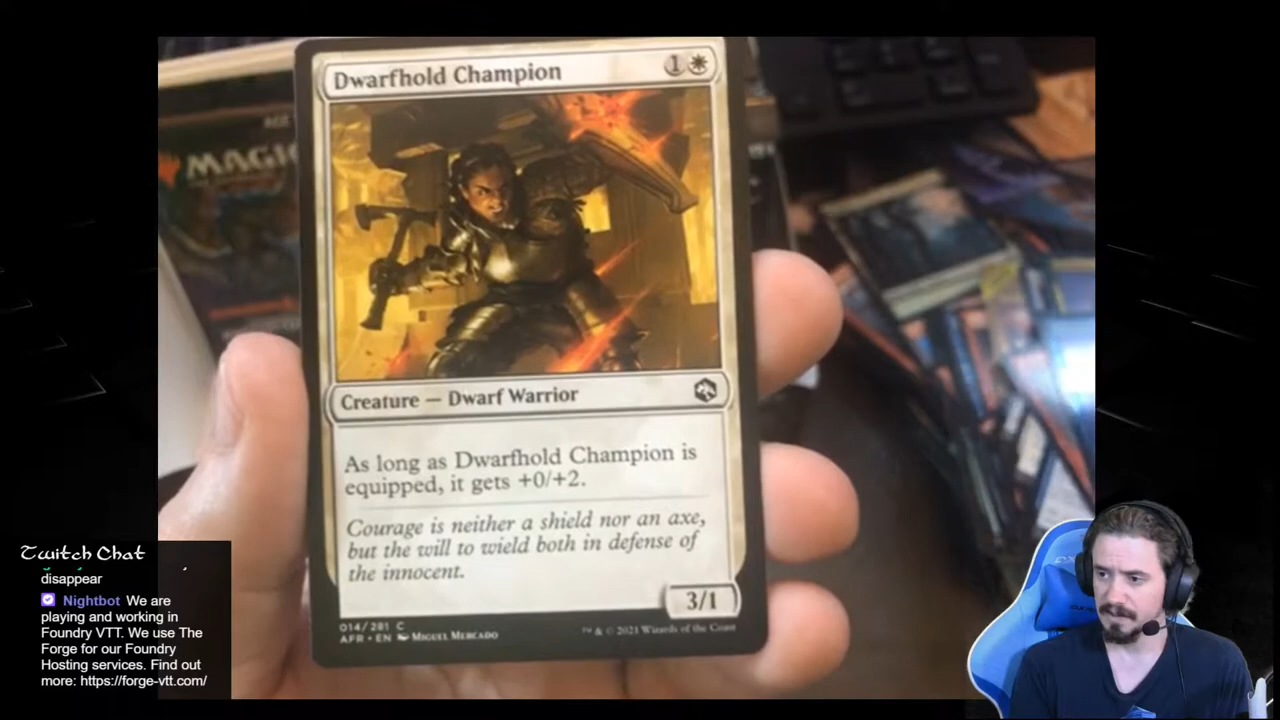 Dwarfhold Champion 1
MAGIC
Creature — Dwarf Warrior
As long as Dwarfhold Champion is
equipped, it gets +0/+2.
Courage is neither a shield nor an axe,
but the will to wield both in defense of
the innocent.
3/1
014/281 C
AFR • EN Miguel Mercado
™ & © 2021 Wizards of the Coast
Twitch Chat
disappear
Nightbot We are
playing and working in
Foundry VTT. We use The
Forge for our Foundry
Hosting services. Find out
more: https://forge-vtt.com/